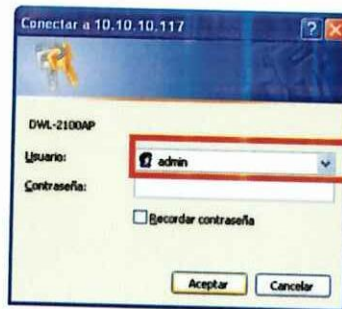 Conectar a 10.10.10.117
DWL-2100AP
Usuario:
admin
Contraseña:
Recordar contraseña
Aceptar
Cancelar